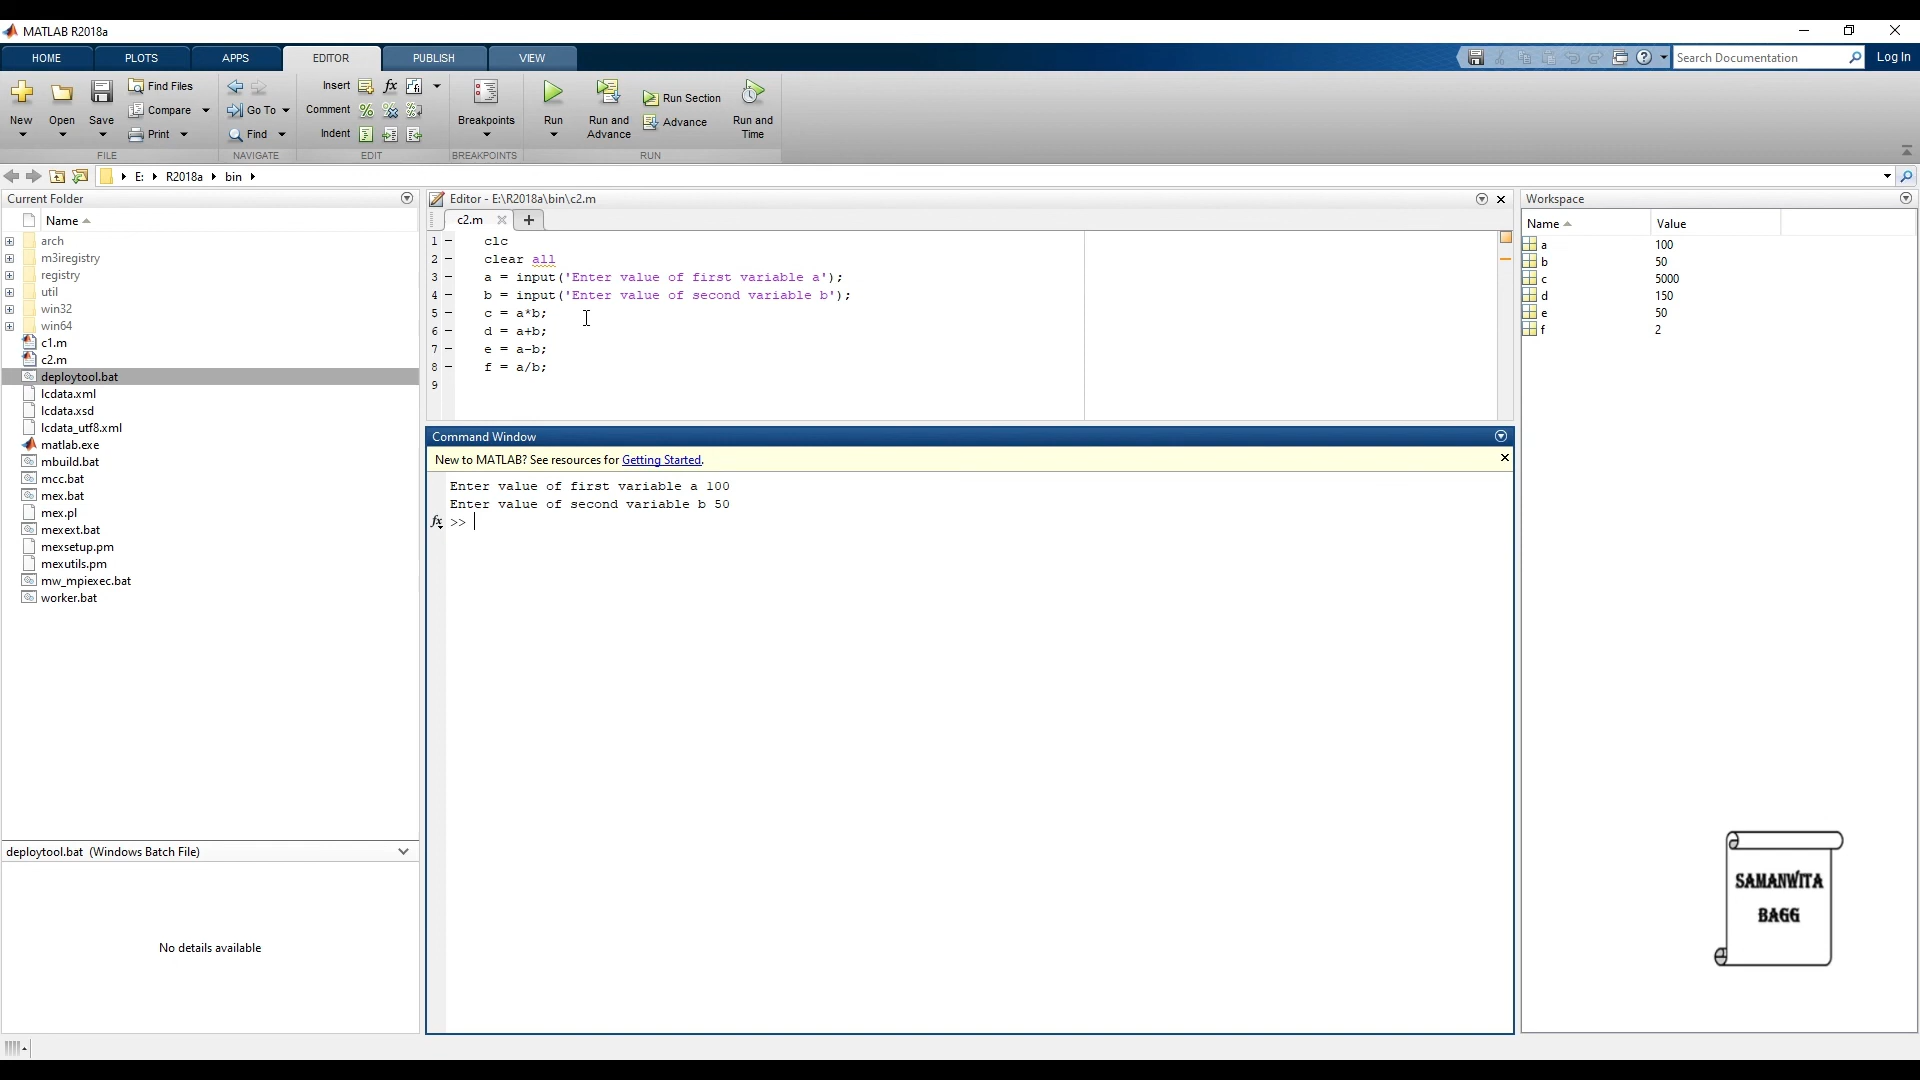 MATLAB R2018a
HOME PLOTS APPS EDITOR PUBLISH VIEW
Search Documentation Log In
New Open Save
Find Files
Compare
Print
FILE
Go To
Find
NAVIGATE
Insert fx
Comment
Indent
EDIT
Breakpoints
BREAKPOINTS
Run
Run and Advance
Run Section
Advance
Run and Time
RUN
E: R2018a bin
Current Folder
Name
arch
m3iregistry
registry
util
win32
win64
c1.m
c2.m
deploytool.bat
lcdata.xml
lcdata.xsd
lcdata_utf8.xml
matlab.exe
mbuild.bat
mcc.bat
mex.bat
mex.pl
mexext.bat
mexsetup.pm
mexutils.pm
mw_mpiexec.bat
worker.bat
deploytool.bat (Windows Batch File)
No details available
Editor - E:\R2018a\bin\c2.m
c2.m
1 – clc
2 – clear all
3 – a = input('Enter value of first variable a');
4 – b = input('Enter value of second variable b');
5 – c = a*b;
6 – d = a+b;
7 – e = a-b;
8 – f = a/b;
9
Command Window
New to MATLAB? See resources for Getting Started.
Enter value of first variable a 100
Enter value of second variable b 50
fx >>
Workspace
Name Value
a 100
b 50
c 5000
d 150
e 50
f 2
SAMANWITA
BAGG